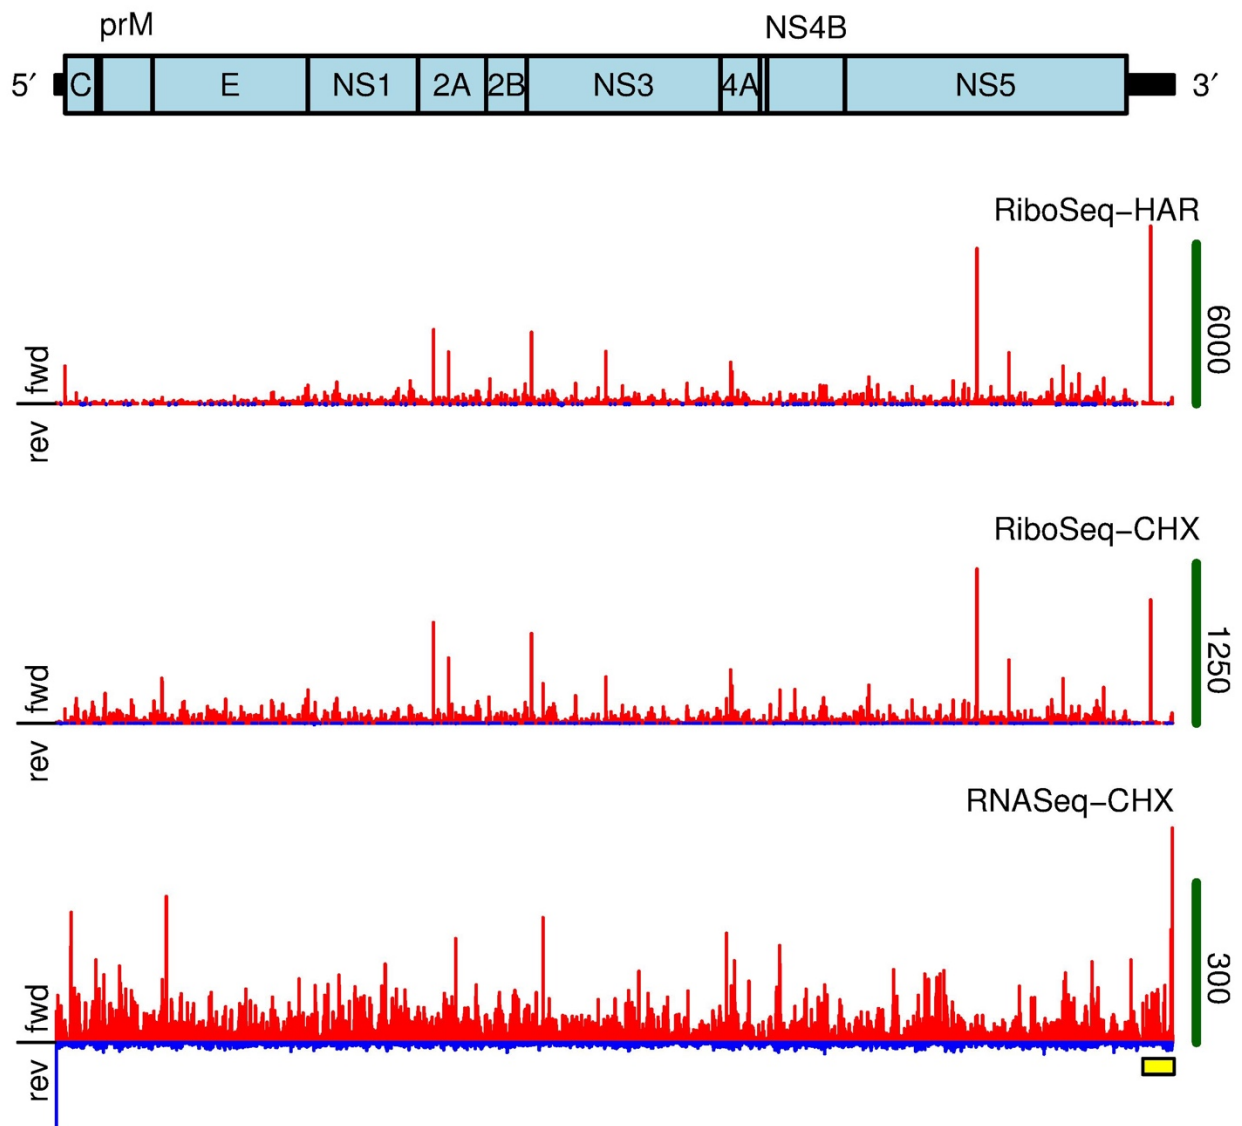 prM NS4B
5′ C E NS1 2A 2B NS3 4A NS5 3′
RiboSeq−HAR
fwd
rev
6000
RiboSeq−CHX
fwd
rev
1250
RNASeq−CHX
fwd
rev
300